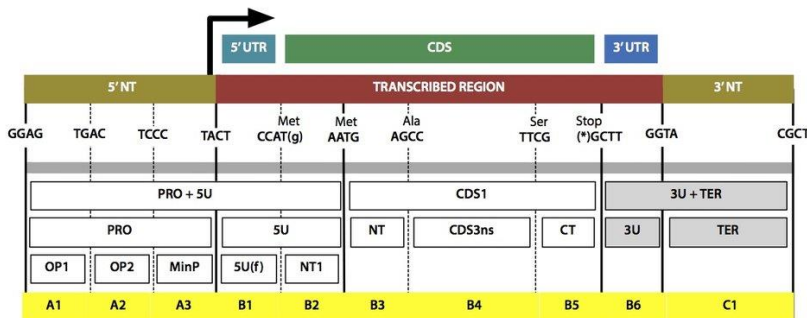 5' UTR CDS 3' UTR
5' NT TRANSCRIBED REGION 3' NT
Met Met Ala Ser Stop
GGAG TGAC TCCC TACT CCAT(g) AATG AGCC TTCG (*)GCTT GGTA CGCT
PRO + 5U CDS1 3U + TER
PRO 5U NT CDS3ns CT 3U TER
OP1 OP2 MinP 5U(f) NT1
A1 A2 A3 B1 B2 B3 B4 B5 B6 C1